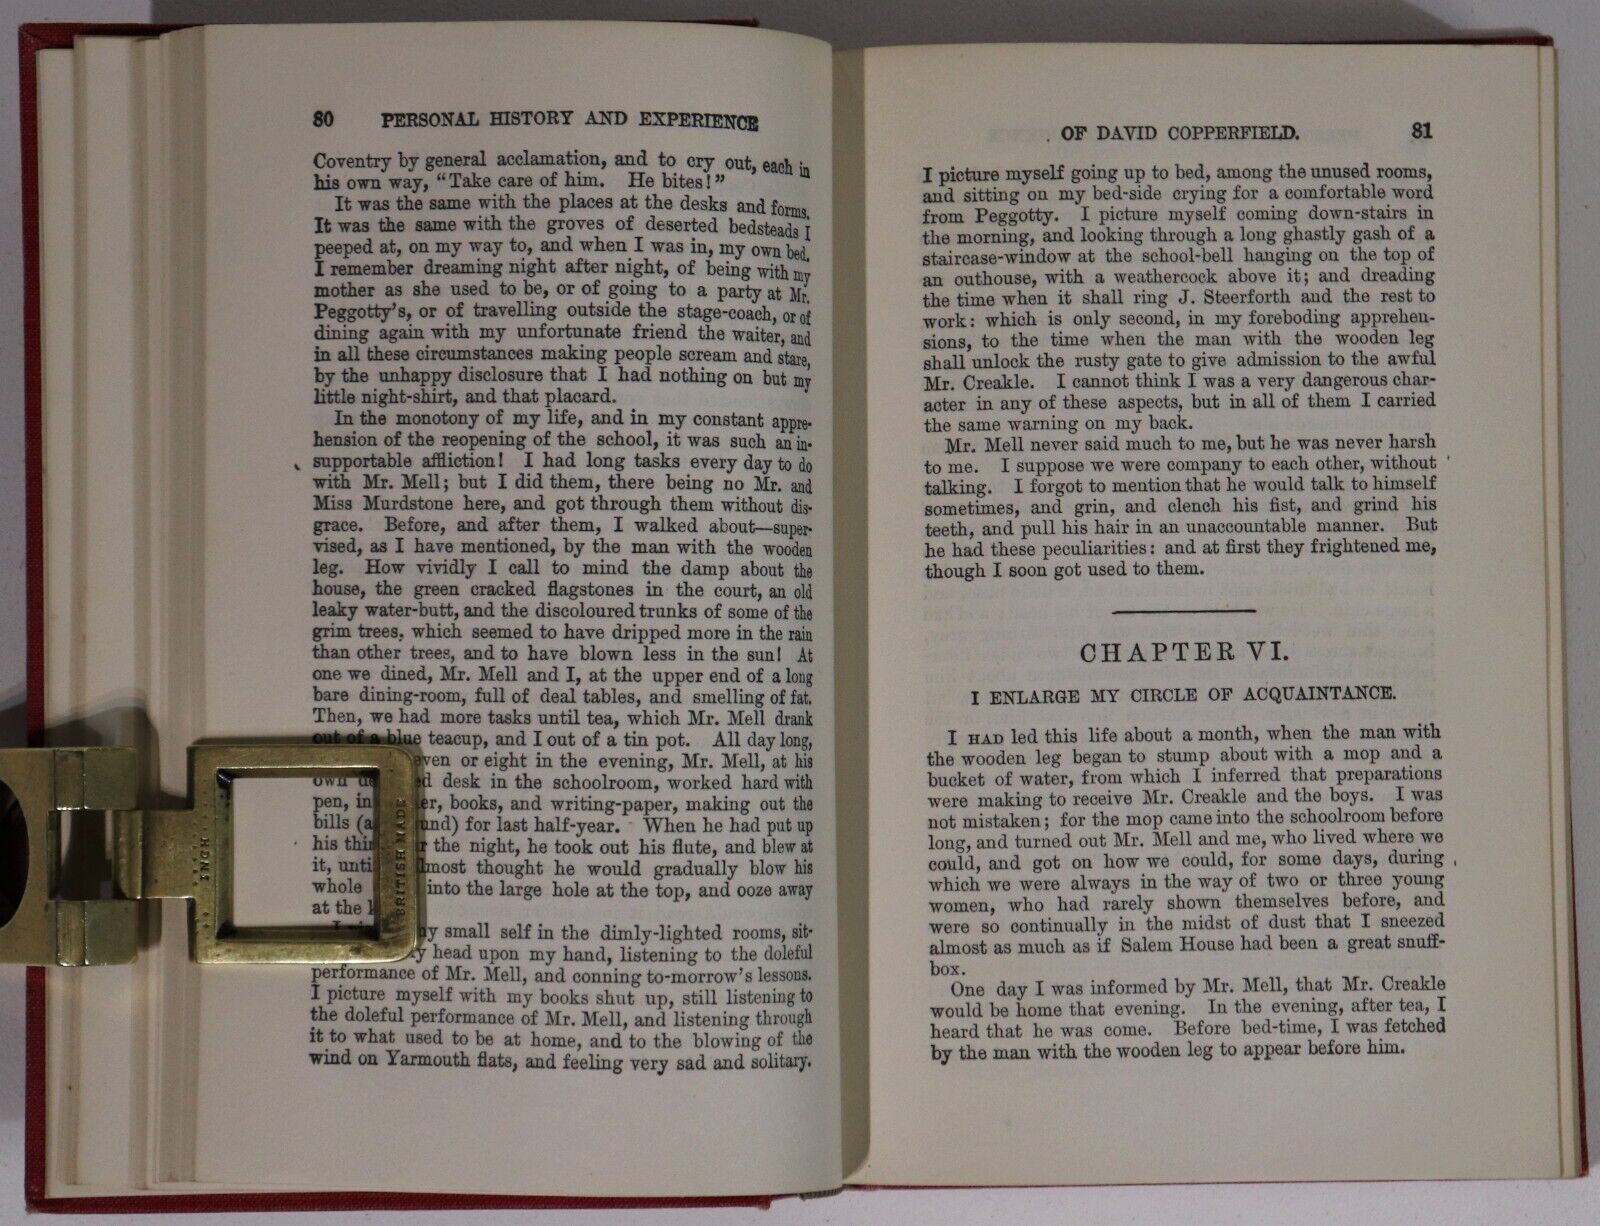 80 PERSONAL HISTORY AND EXPERIENCE
Coventry by general acclamation, and to cry out, each in
his own way, "Take care of him. He bites!"
It was the same with the places at the desks and forms.
It was the same with the groves of deserted bedsteads I
peeped at, on my way to, and when I was in, my own bed.
I remember dreaming night after night, of being with my
mother as she used to be, or of going to a party at Mr.
Peggotty's, or of travelling outside the stage-coach, or of
dining again with my unfortunate friend the waiter, and
in all these circumstances making people scream and stare,
by the unhappy disclosure that I had nothing on but my
little night-shirt, and that placard.
In the monotony of my life, and in my constant appre-
hension of the reopening of the school, it was such an in-
supportable affliction! I had long tasks every day to do
with Mr. Mell; but I did them, there being no Mr. and
Miss Murdstone here, and got through them without dis-
grace. Before, and after them, I walked about—super-
vised, as I have mentioned, by the man with the wooden
leg. How vividly I call to mind the damp about the
house, the green cracked flagstones in the court, an old
leaky water-butt, and the discoloured trunks of some of the
grim trees, which seemed to have dripped more in the rain
than other trees, and to have blown less in the sun! At
one we dined, Mr. Mell and I, at the upper end of a long
bare dining-room, full of deal tables, and smelling of fat.
Then, we had more tasks until tea, which Mr. Mell drank
out of a blue teacup, and I out of a tin pot. All day long,
or eight in the evening, Mr. Mell, at his
own desk in the schoolroom, worked hard with
pen, books, and writing-paper, making out the
bills for last half-year. When he had put up
his the night, he took out his flute, and blew at
it, thought he would gradually blow his
whole into the large hole at the top, and ooze away
at the
small self in the dimly-lighted rooms, sit-
head upon my hand, listening to the doleful
performance of Mr. Mell, and conning to-morrow's lessons.
I picture myself with my books shut up, still listening to
the doleful performance of Mr. Mell, and listening through
it to what used to be at home, and to the blowing of the
wind on Yarmouth flats, and feeling very sad and solitary.
INCH
BRITISH MADE
OF DAVID COPPERFIELD. 81
I picture myself going up to bed, among the unused rooms,
and sitting on my bed-side crying for a comfortable word
from Peggotty. I picture myself coming down-stairs in
the morning, and looking through a long ghastly gash of a
staircase-window at the school-bell hanging on the top of
an outhouse, with a weathercock above it; and dreading
the time when it shall ring J. Steerforth and the rest to
work: which is only second, in my foreboding apprehen-
sions, to the time when the man with the wooden leg
shall unlock the rusty gate to give admission to the awful
Mr. Creakle. I cannot think I was a very dangerous char-
acter in any of these aspects, but in all of them I carried
the same warning on my back.
Mr. Mell never said much to me, but he was never harsh
to me. I suppose we were company to each other, without
talking. I forgot to mention that he would talk to himself
sometimes, and grin, and clench his fist, and grind his
teeth, and pull his hair in an unaccountable manner. But
he had these peculiarities: and at first they frightened me,
though I soon got used to them.
CHAPTER VI.
I ENLARGE MY CIRCLE OF ACQUAINTANCE.
I HAD led this life about a month, when the man with
the wooden leg began to stump about with a mop and a
bucket of water, from which I inferred that preparations
were making to receive Mr. Creakle and the boys. I was
not mistaken; for the mop came into the schoolroom before
long, and turned out Mr. Mell and me, who lived where we
could, and got on how we could, for some days, during
which we were always in the way of two or three young
women, who had rarely shown themselves before, and
were so continually in the midst of dust that I sneezed
almost as much as if Salem House had been a great snuff-
box.
One day I was informed by Mr. Mell, that Mr. Creakle
would be home that evening. In the evening, after tea, I
heard that he was come. Before bed-time, I was fetched
by the man with the wooden leg to appear before him.